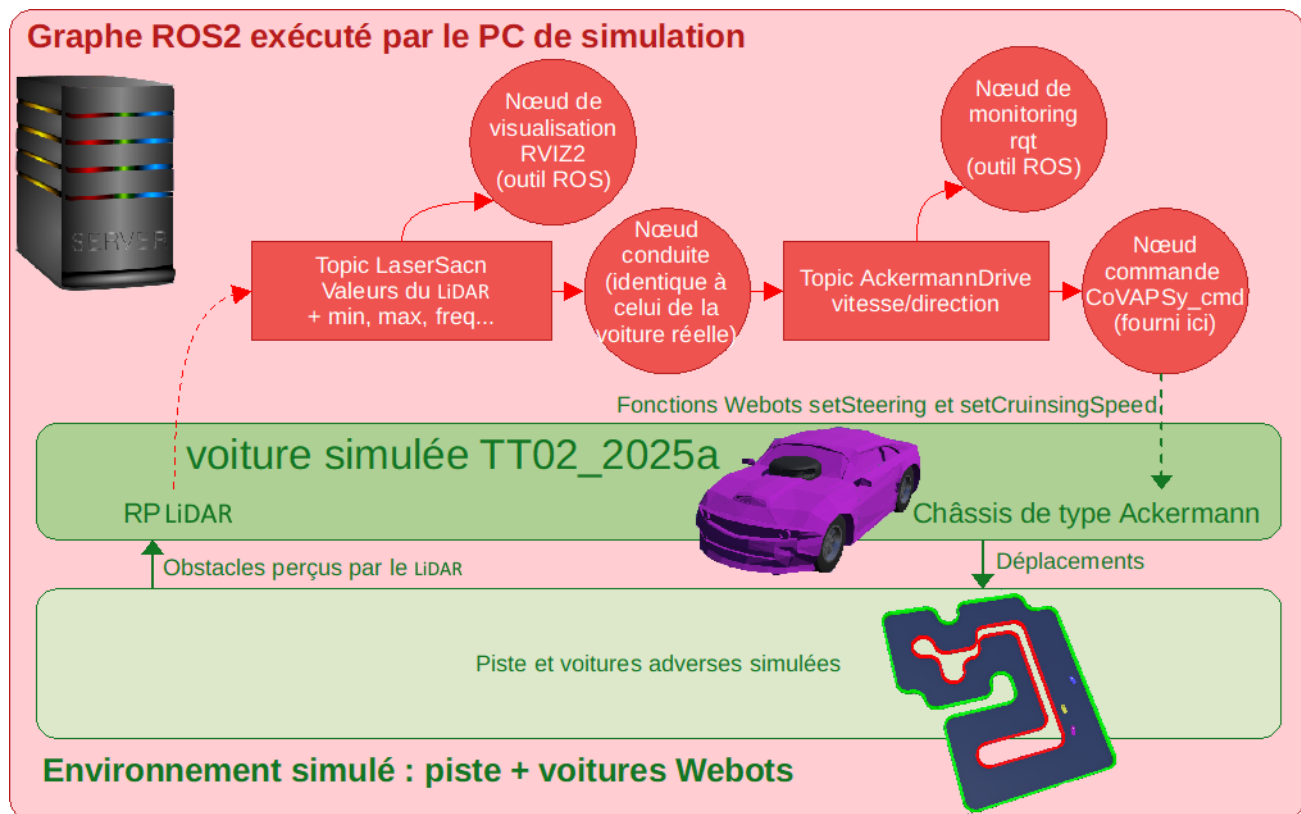 Graphe ROS2 exécuté par le PC de simulation
SERVER
Nœud de
visualisation
RVIZ2
(outil ROS)
Nœud de
monitoring
rqt
(outil ROS)
Topic LaserSacn
Valeurs du LiDAR
+ min, max, freq...
Nœud
conduite
(identique à
celui de la
voiture réelle)
Topic AckermannDrive
vitesse/direction
Nœud
commande
CoVAPSy_cmd
(fourni ici)
Fonctions Webots setSteering et setCruinsingSpeed
voiture simulée TT02_2025a
RPLiDAR
Châssis de type Ackermann
Obstacles perçus par le LiDAR
Déplacements
Piste et voitures adverses simulées
Environnement simulé : piste + voitures Webots